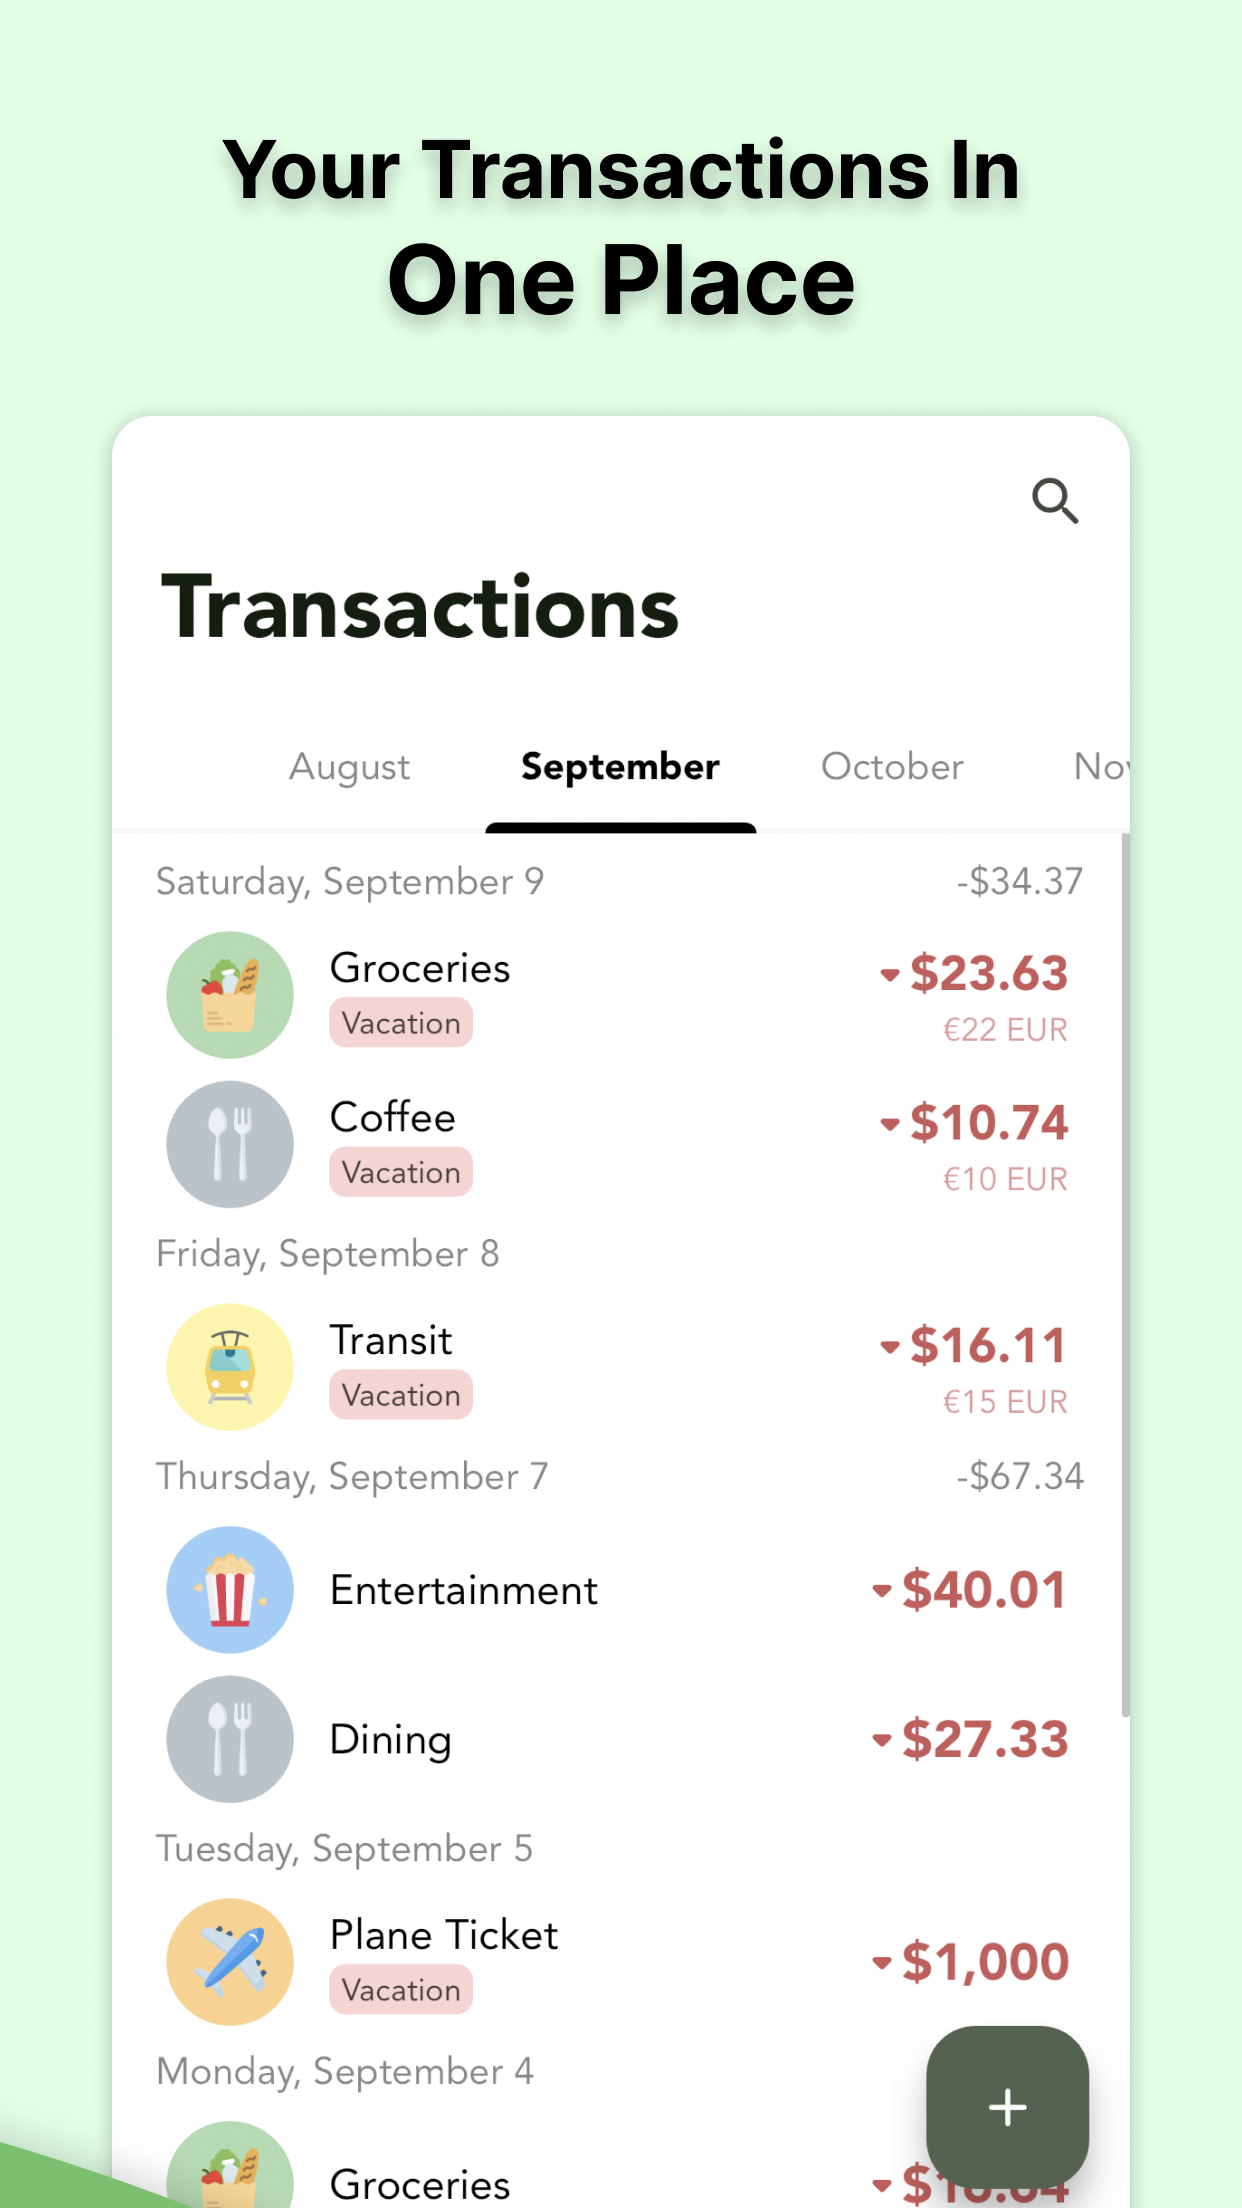 Your Transactions In
One Place
Transactions
August September October
Saturday, September 9 -$34.37
Groceries $23.63
Vacation €22 EUR
Coffee $10.74
Vacation €10 EUR
Friday, September 8
Transit $16.11
Vacation €15 EUR
Thursday, September 7 -$67.34
Entertainment $40.01
Dining $27.33
Tuesday, September 5
Plane Ticket $1,000
Vacation
Monday, September 4
+
Groceries